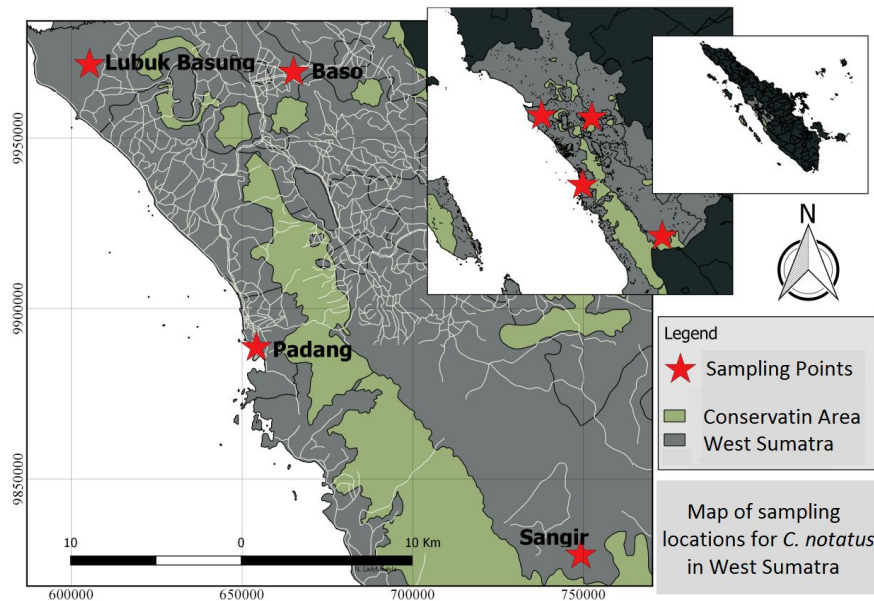 Lubuk Basung
Baso
Padang
Sangir
9950000
9900000
9850000
600000
650000
700000
750000
10 0 10 Km
N
Legend
Sampling Points
Conservatin Area
West Sumatra
Map of sampling
locations for C. notatus
in West Sumatra